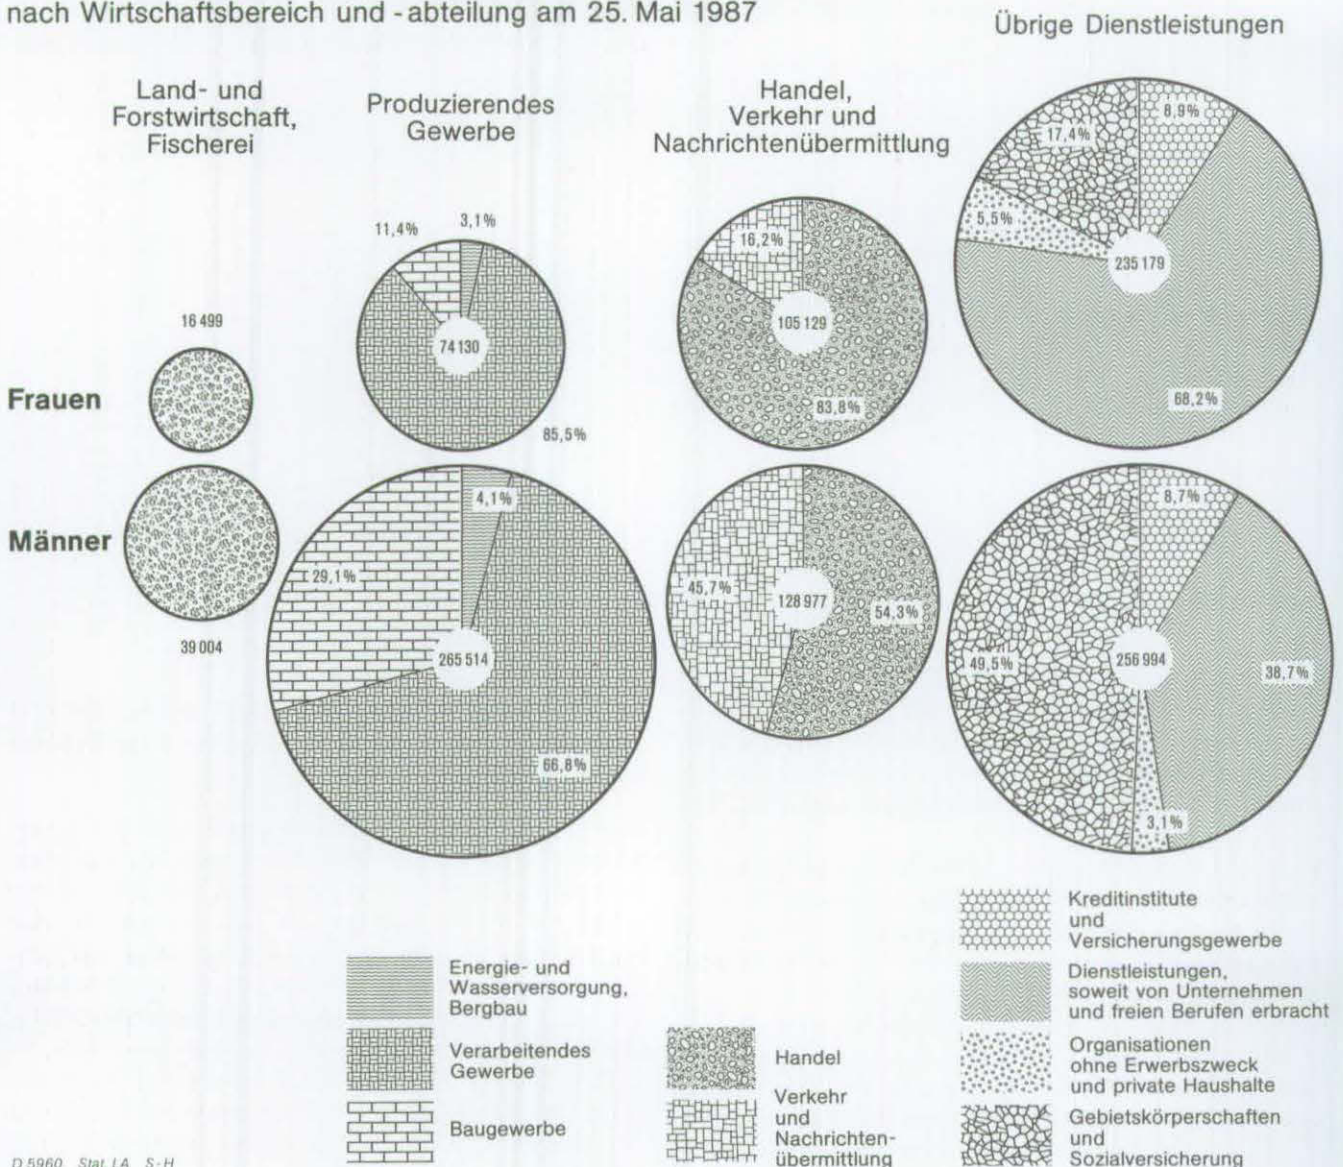 nach Wirtschaftsbereich und -abteilung am 25. Mai 1987
Übrige Dienstleistungen
Land- und
Forstwirtschaft,
Fischerei
Produzierendes
Gewerbe
Handel,
Verkehr und
Nachrichtenübermittlung
8,9%
17,4%
5,5%
235 179
68,2%
11,4%
3,1%
74 130
85,5%
16,2%
105 129
83,8%
16 499
Frauen
Männer
39 004
4,1%
29,1%
265 514
66,8%
45,7%
128 977
54,3%
8,7%
49,5%
256 994
38,7%
3,1%
Energie- und
Wasserversorgung,
Bergbau
Verarbeitendes
Gewerbe
Baugewerbe
Handel
Verkehr
und
Nachrichten-
übermittlung
Kreditinstitute
und
Versicherungsgewerbe
Dienstleistungen,
soweit von Unternehmen
und freien Berufen erbracht
Organisationen
ohne Erwerbszweck
und private Haushalte
Gebietskörperschaften
und
Sozialversicherung
D 5960 Stat. LA S-H